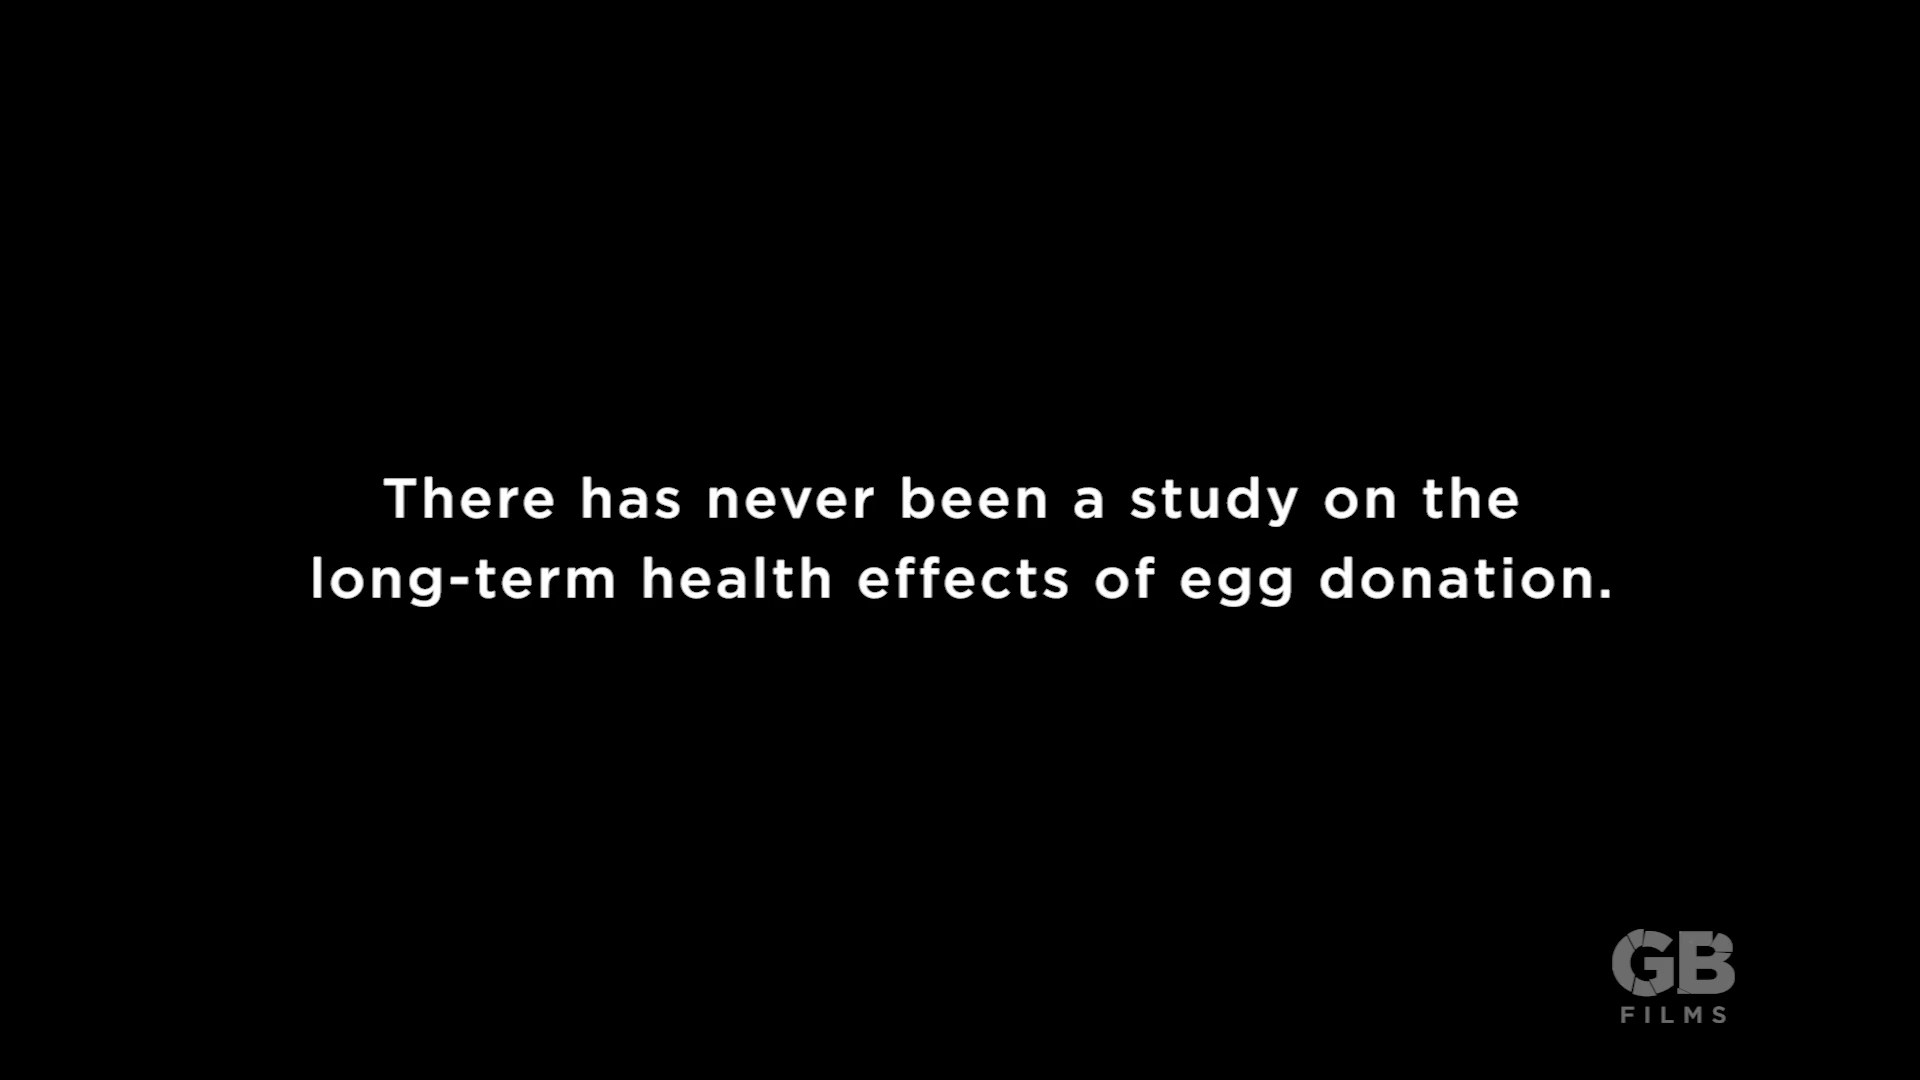 There has never been a study on the
long-term health effects of egg donation.
GB
FILMS